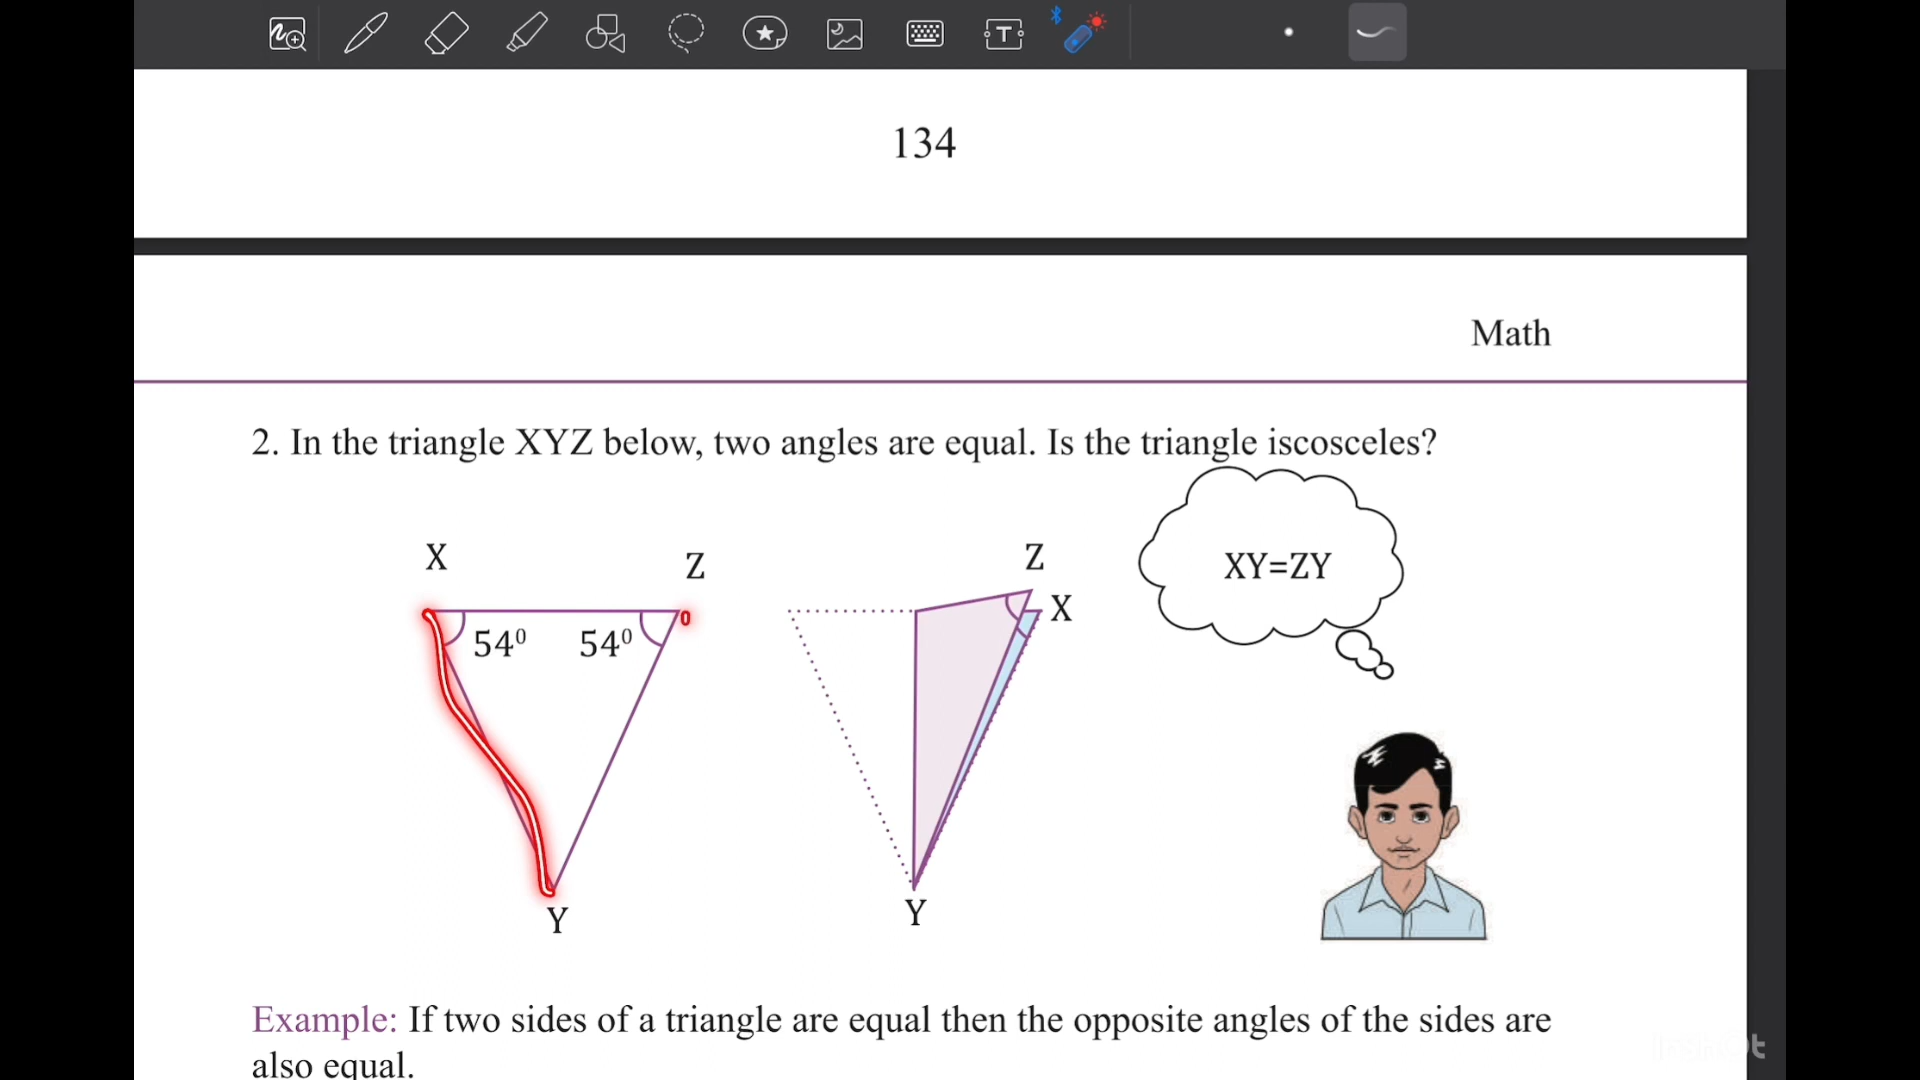 134
Math
2. In the triangle XYZ below, two angles are equal. Is the triangle iscosceles?
X
Z
54⁰ 54⁰
Y
Z
X
Y
XY=ZY
Example: If two sides of a triangle are equal then the opposite angles of the sides are
also equal.